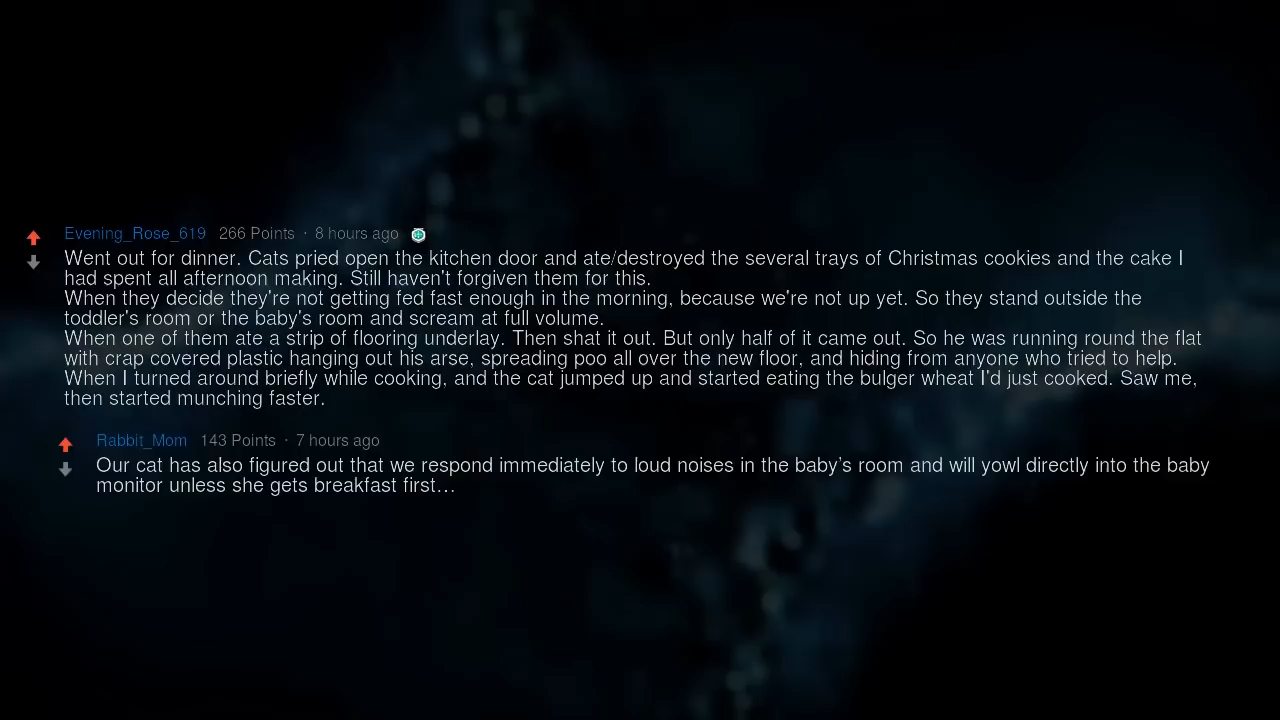 Evening_Rose_619 266 Points · 8 hours ago
Went out for dinner. Cats pried open the kitchen door and ate/destroyed the several trays of Christmas cookies and the cake I
had spent all afternoon making. Still haven't forgiven them for this.
When they decide they're not getting fed fast enough in the morning, because we're not up yet. So they stand outside the
toddler's room or the baby's room and scream at full volume.
When one of them ate a strip of flooring underlay. Then shat it out. But only half of it came out. So he was running round the flat
with crap covered plastic hanging out his arse, spreading poo all over the new floor, and hiding from anyone who tried to help.
When I turned around briefly while cooking, and the cat jumped up and started eating the bulger wheat I'd just cooked. Saw me,
then started munching faster.
Rabbit_Mom 143 Points · 7 hours ago
Our cat has also figured out that we respond immediately to loud noises in the baby's room and will yowl directly into the baby
monitor unless she gets breakfast first…